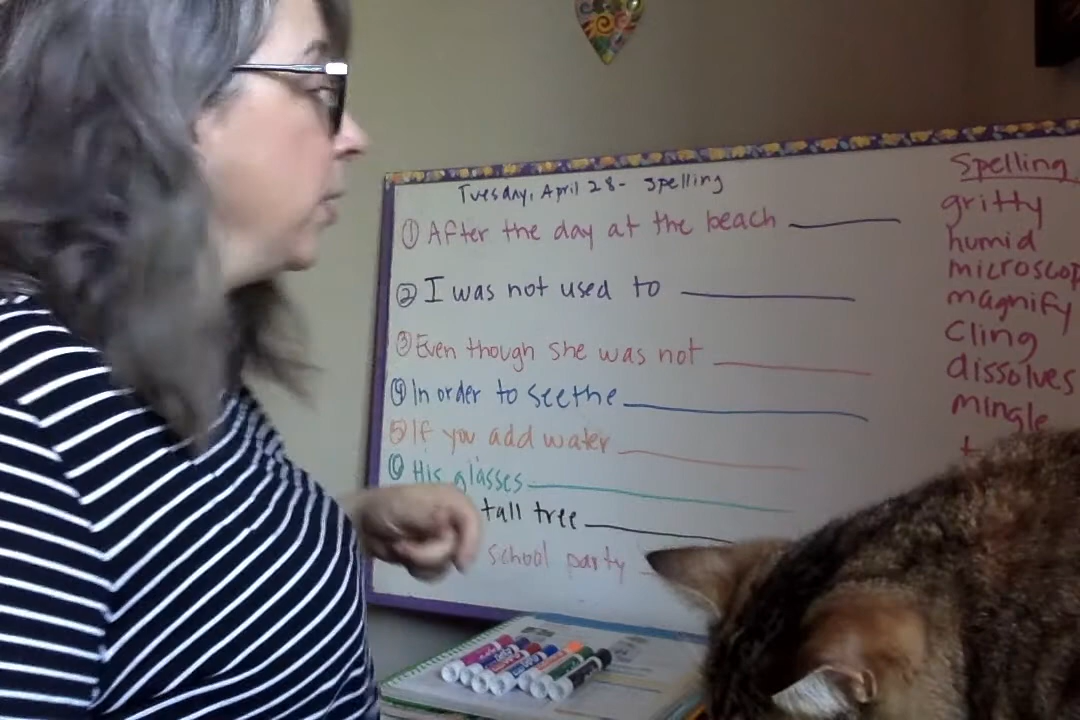 Tuesday, April 28- Spelling
① After the day at the beach
② I was not used to
③ Even though she was not
④ In order to see the
⑤ If you add water
⑥ His glasses
tall tree
school party
Spelling
gritty
humid
microscop
magnify
Cling
dissolves
mingle
t